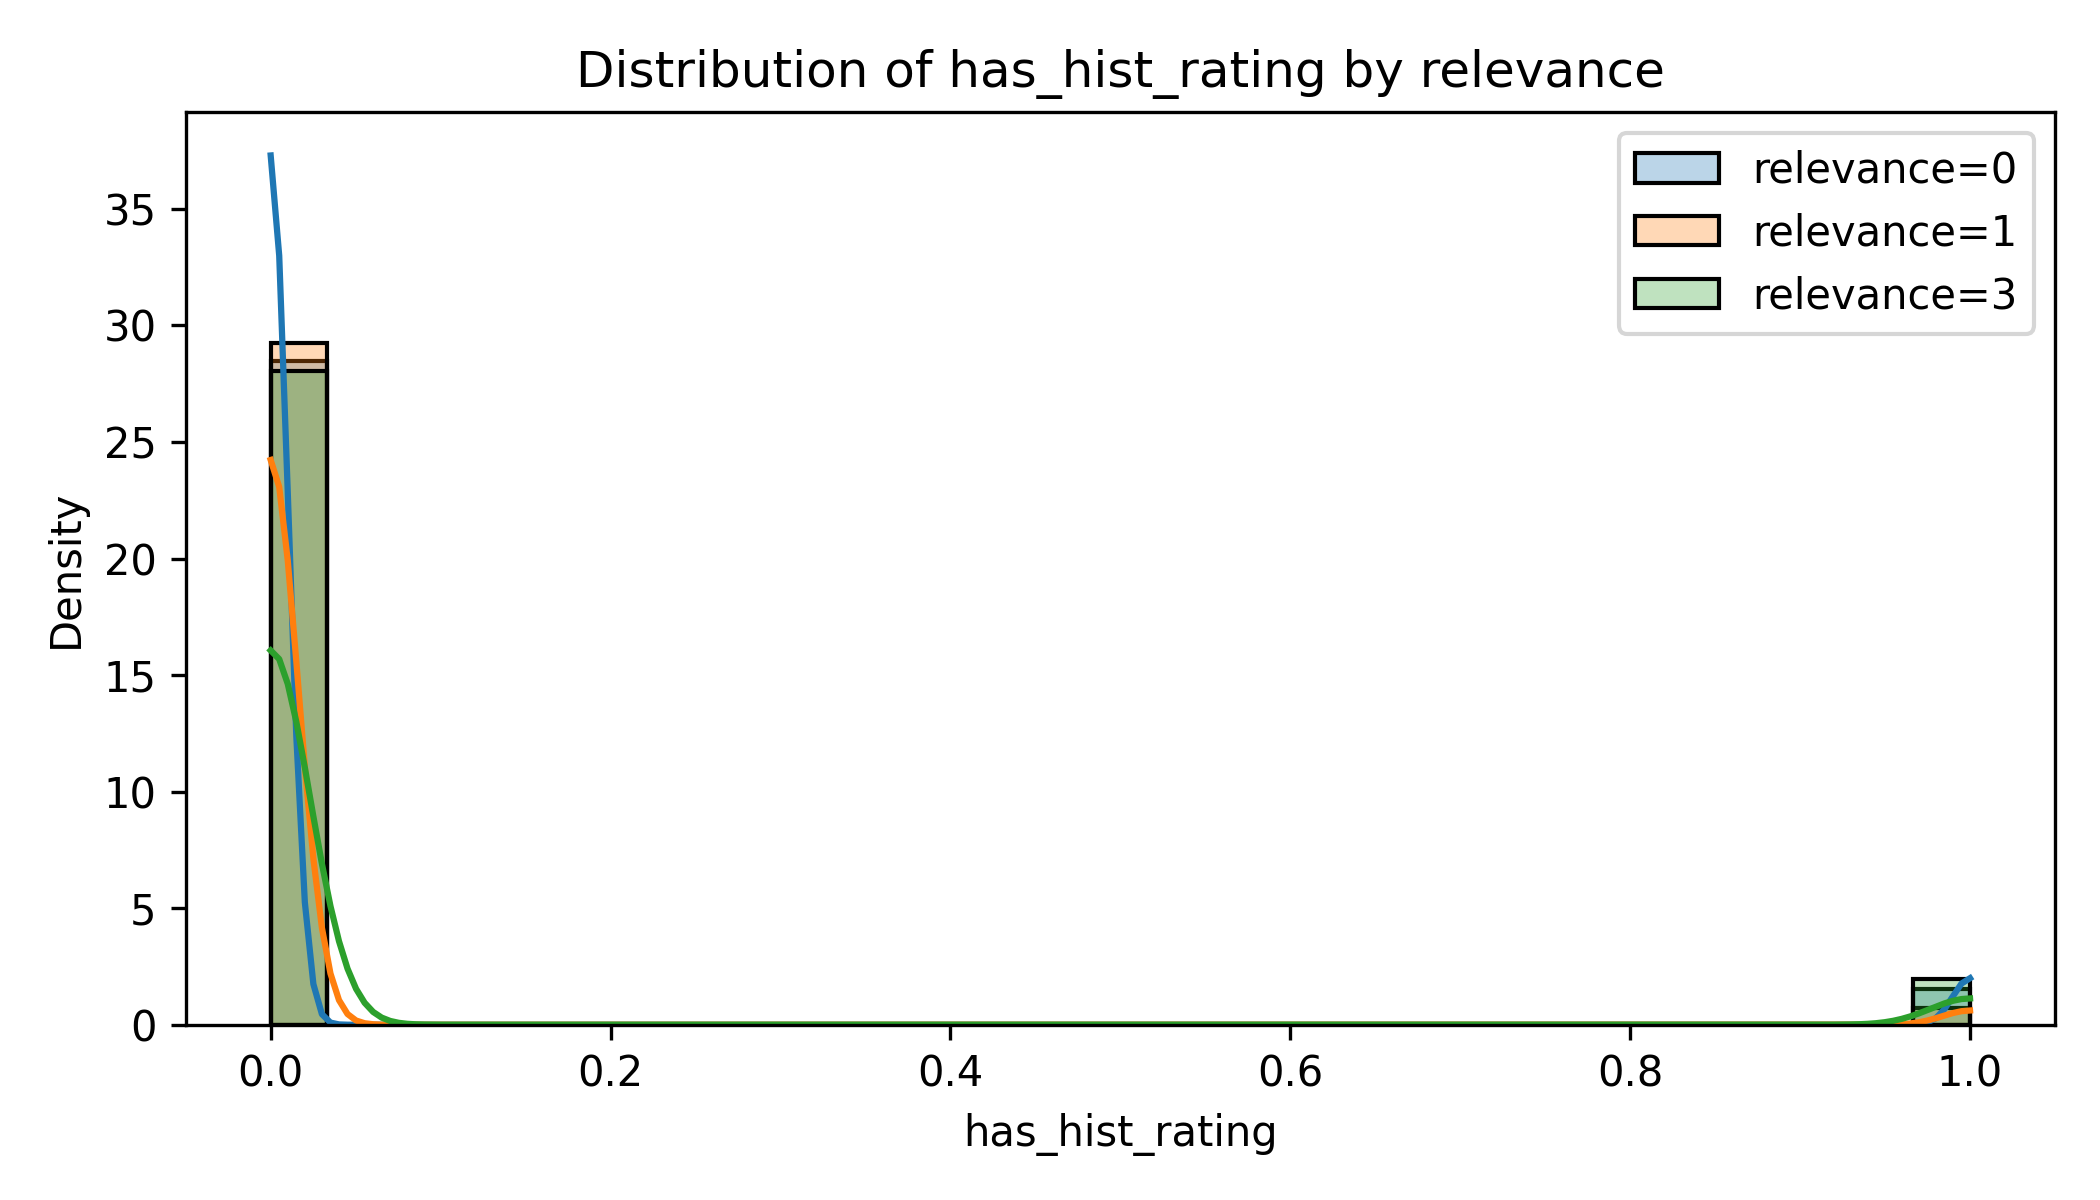 Distribution of has_hist_rating by relevance
relevance=0
relevance=1
relevance=3
Density
35
30
25
20
15
10
5
0
0.0 0.2 0.4 0.6 0.8 1.0
has_hist_rating